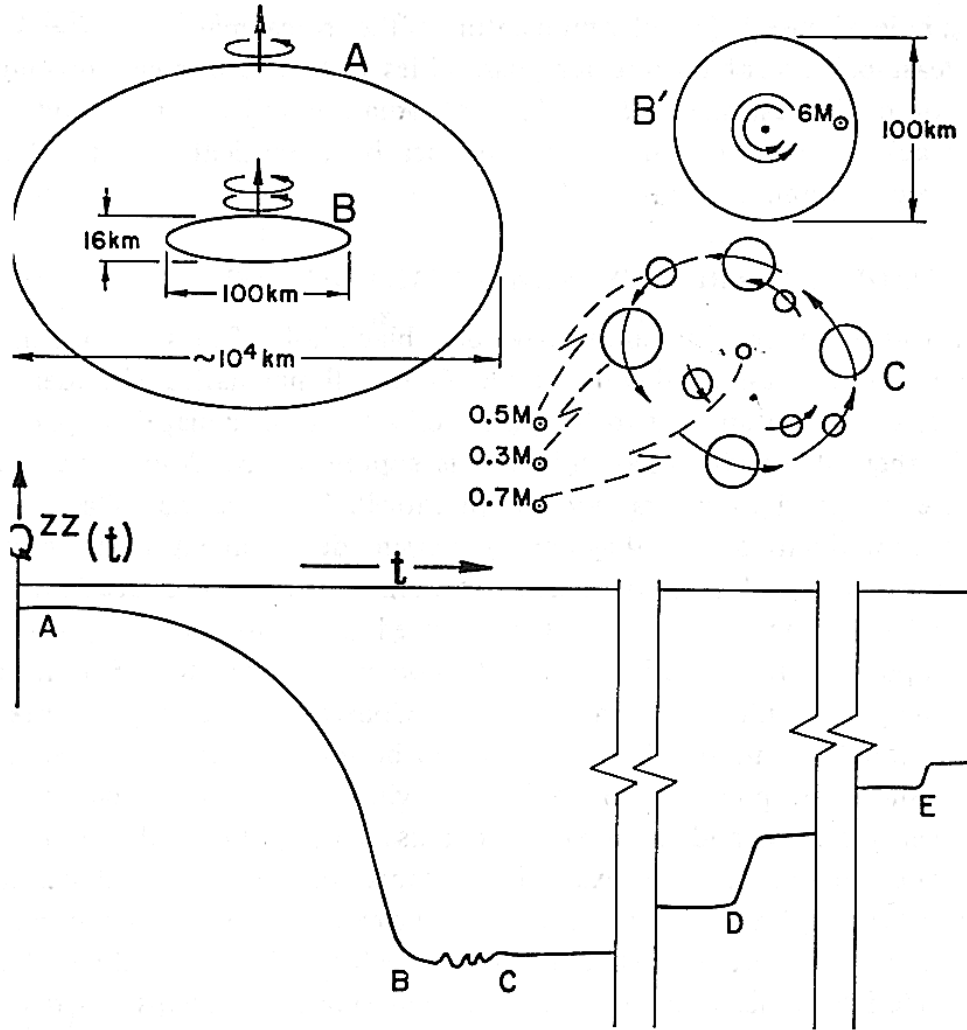 A
B
16km
100km
~10⁴ km
B′
6M⊙
100km
C
0.5M⊙
0.3M⊙
0.7M⊙
Q^zz(t)
t
A
B
C
D
E